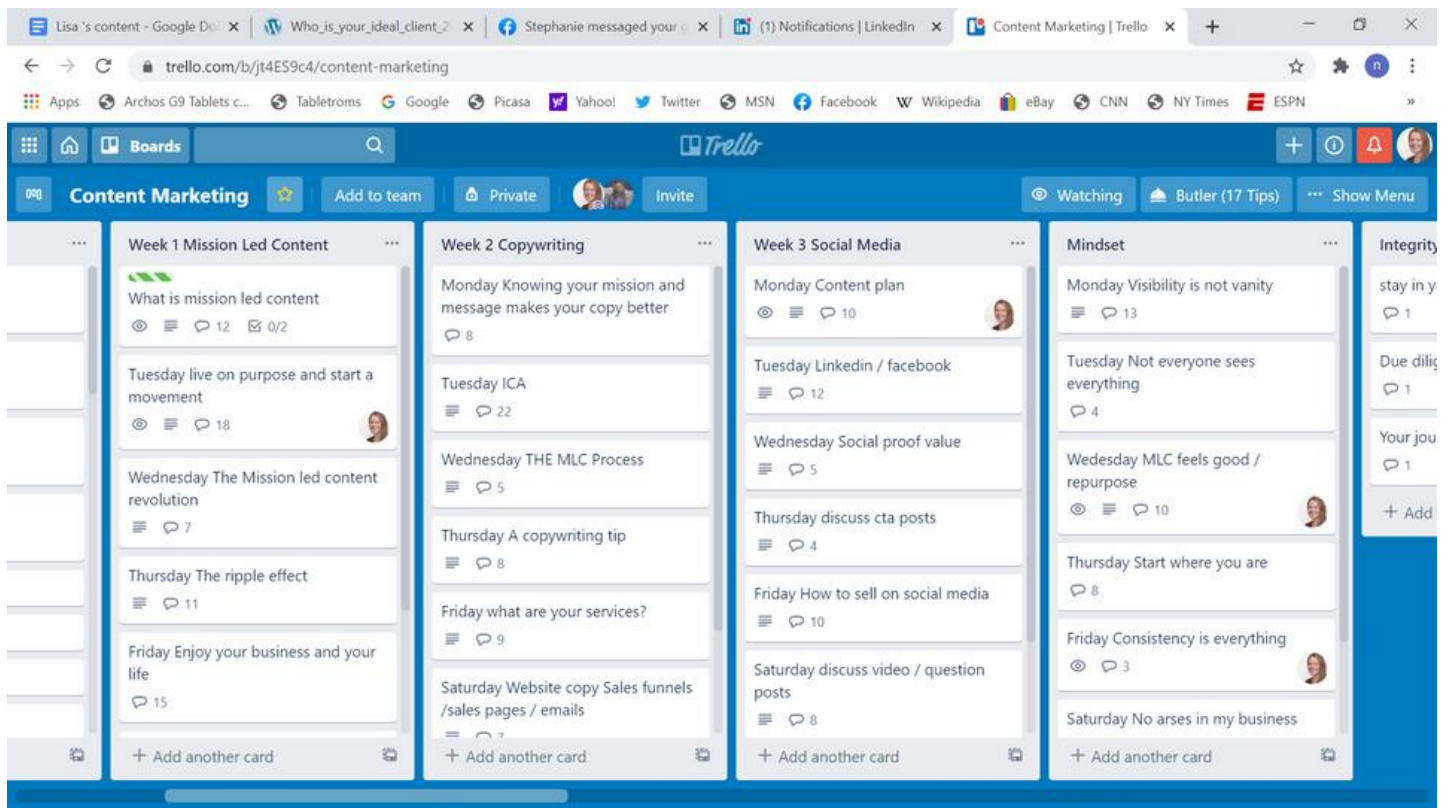 Lisa 's content - Google Do
Who_is_your_ideal_client_2
Stephanie messaged your g
(1) Notifications | LinkedIn
Content Marketing | Trello
trello.com/b/jt4ES9c4/content-marketing
n
Apps
Archos G9 Tablets c...
Tabletroms
Google
Picasa
Yahoo!
Twitter
MSN
Facebook
Wikipedia
eBay
CNN
NY Times
ESPN
»
Boards
Trello
Content Marketing
Add to team
Private
Invite
Watching
Butler (17 Tips)
··· Show Menu
Week 1 Mission Led Content
What is mission led content
12 0/2
Tuesday live on purpose and start a
movement
18
Wednesday The Mission led content
revolution
7
Thursday The ripple effect
11
Friday Enjoy your business and your
life
15
+ Add another card
Week 2 Copywriting
Monday Knowing your mission and
message makes your copy better
8
Tuesday ICA
22
Wednesday THE MLC Process
5
Thursday A copywriting tip
8
Friday what are your services?
9
Saturday Website copy Sales funnels
/sales pages / emails
+ Add another card
Week 3 Social Media
Monday Content plan
10
Tuesday Linkedin / facebook
12
Wednesday Social proof value
5
Thursday discuss cta posts
4
Friday How to sell on social media
10
Saturday discuss video / question
posts
8
+ Add another card
Mindset
Monday Visibility is not vanity
13
Tuesday Not everyone sees
everything
4
Wedesday MLC feels good /
repurpose
10
Thursday Start where you are
8
Friday Consistency is everything
3
Saturday No arses in my business
+ Add another card
Integrity
stay in y
1
Due dilig
1
Your jou
1
+ Add